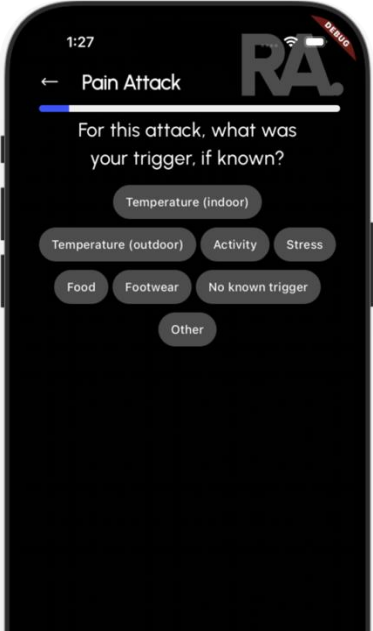 1:27
DEBUG
RA.
← Pain Attack
For this attack, what was
your trigger, if known?
Temperature (indoor)
Temperature (outdoor) Activity Stress
Food Footwear No known trigger
Other